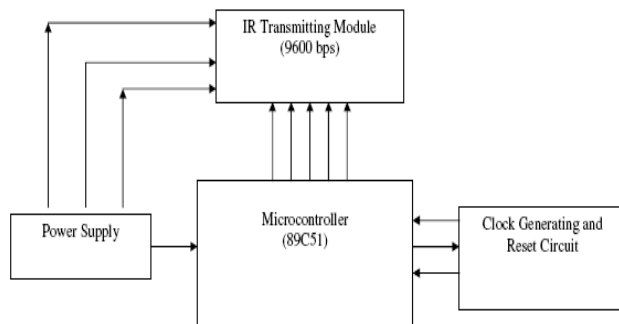 IR Transmitting Module
(9600 bps)
Power Supply
Microcontroller
(89C51)
Clock Generating and
Reset Circuit